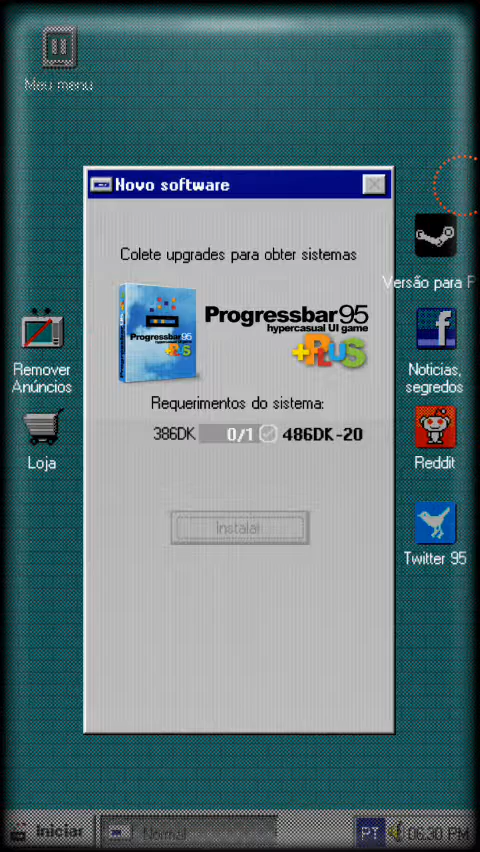 Meu menu
Novo software
Colete upgrades para obter sistemas
Progressbar95
hypercasual UI game
+PLUS
Progressbar95
+PLUS
Requerimentos do sistema:
386DK 0/1 486DK-20
Instalar
Remover
Anúncios
Loja
Versão para P
Notícias,
segredos
Reddit
Twitter 95
Iniciar
Normal
PT
06:30 PM